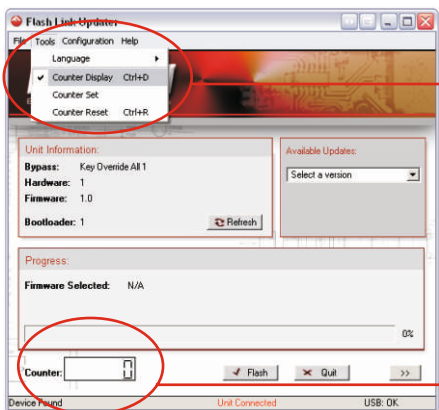 Flash Link Updater
File Tools Configuration Help
Language
Counter Display Ctrl+D
Counter Set
Counter Reset Ctrl+R
Unit Information:
Available Updates:
Bypass: Key Override All 1
Select a version
Hardware: 1
Firmware: 1.0
Bootloader: 1
Refresh
Progress:
Firmware Selected: N/A
0%
Counter: 0
Flash
Quit
>>
Device Found
Unit Connected
USB: OK